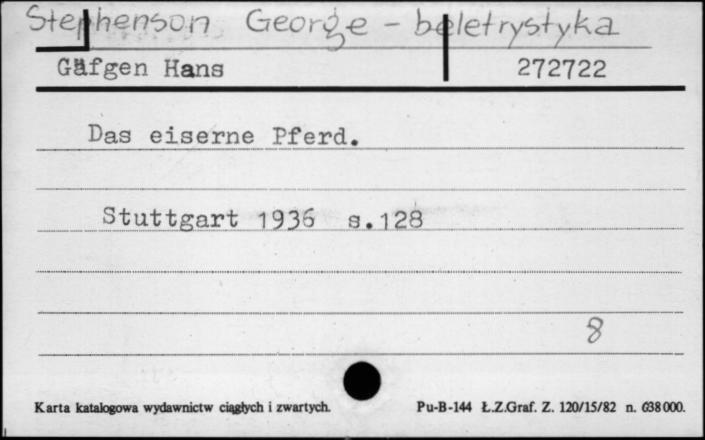 Stephenson George - beletrystyka
Gäfgen Hans 272722
Das eiserne Pferd.
Stuttgart 1936 s.128
8
Karta katalogowa wydawnictw ciągłych i zwartych. Pu-B-144 Ł.Z.Graf. Z. 120/15/82 n. 638000.